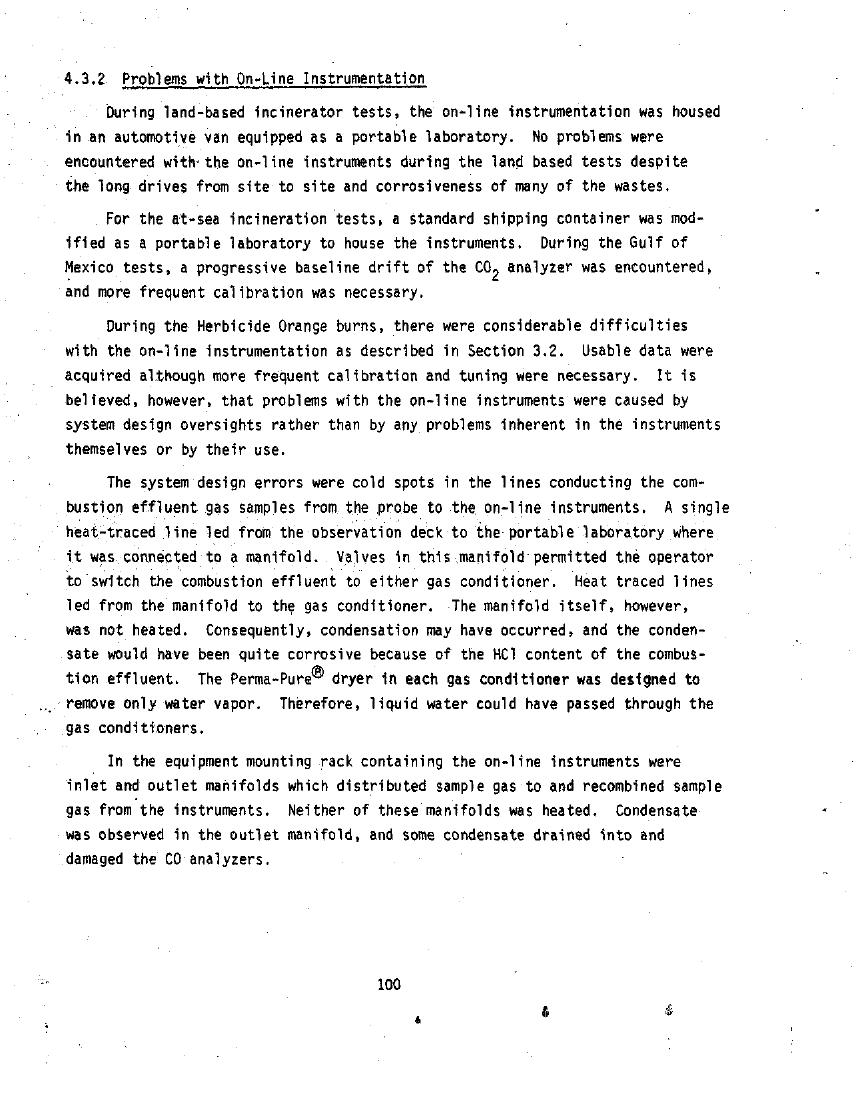 4.3.2 Problems with On-Line Instrumentation
During land-based incinerator tests, the on-line instrumentation was housed
in an automotive van equipped as a portable laboratory. No problems were
encountered with the on-line instruments during the land based tests despite
the long drives from site to site and corrosiveness of many of the wastes.
For the at-sea incineration tests, a standard shipping container was mod-
ified as a portable laboratory to house the instruments. During the Gulf of
Mexico tests, a progressive baseline drift of the CO2 analyzer was encountered,
and more frequent calibration was necessary.
During the Herbicide Orange burns, there were considerable difficulties
with the on-line instrumentation as described in Section 3.2. Usable data were
acquired although more frequent calibration and tuning were necessary. It is
believed, however, that problems with the on-line instruments were caused by
system design oversights rather than by any problems inherent in the instruments
themselves or by their use.
The system design errors were cold spots in the lines conducting the com-
bustion effluent gas samples from the probe to the on-line instruments. A single
heat-traced line led from the observation deck to the portable laboratory where
it was connected to a manifold. Valves in this manifold permitted the operator
to switch the combustion effluent to either gas conditioner. Heat traced lines
led from the manifold to the gas conditioner. The manifold itself, however,
was not heated. Consequently, condensation may have occurred, and the conden-
sate would have been quite corrosive because of the HCl content of the combus-
tion effluent. The Perma-Pure® dryer in each gas conditioner was designed to
remove only water vapor. Therefore, liquid water could have passed through the
gas conditioners.
In the equipment mounting rack containing the on-line instruments were
inlet and outlet manifolds which distributed sample gas to and recombined sample
gas from the instruments. Neither of these manifolds was heated. Condensate
was observed in the outlet manifold, and some condensate drained into and
damaged the CO analyzers.
100